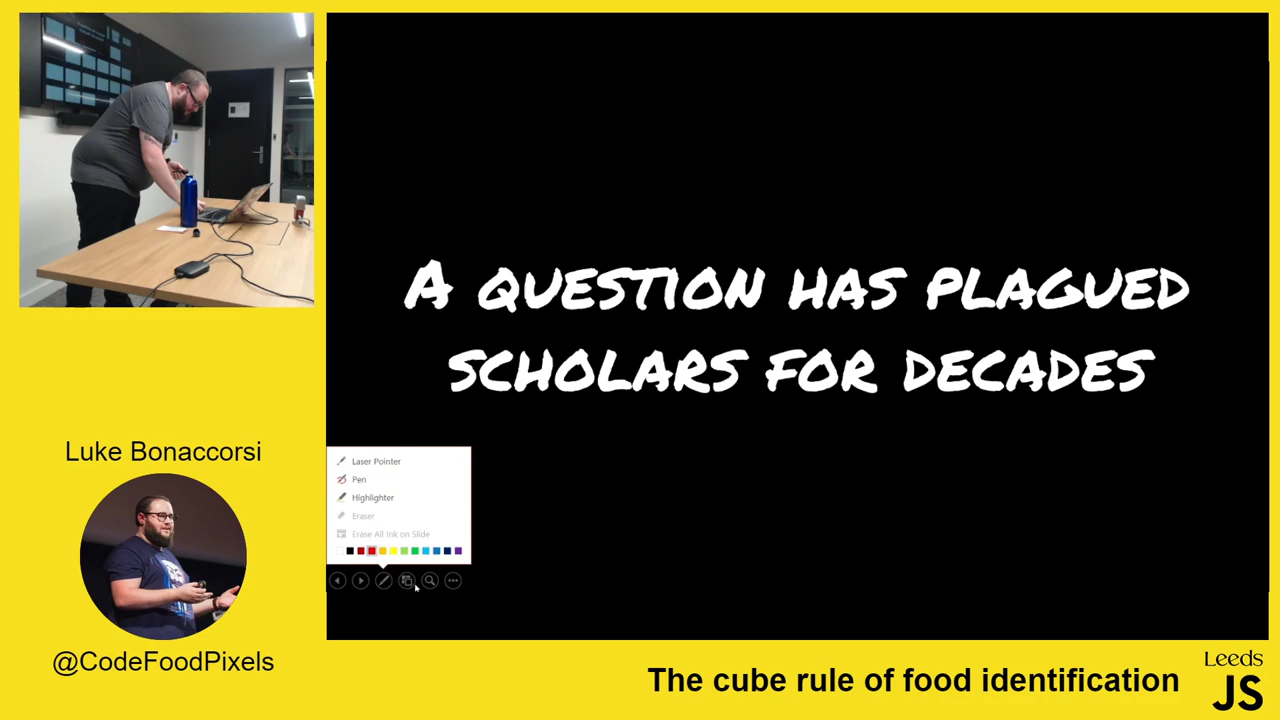 A QUESTION HAS PLAGUED
SCHOLARS FOR DECADES
Laser Pointer
Pen
Highlighter
Eraser
Erase All Ink on Slide
Luke Bonaccorsi
@CodeFoodPixels
The cube rule of food identification
Leeds
JS